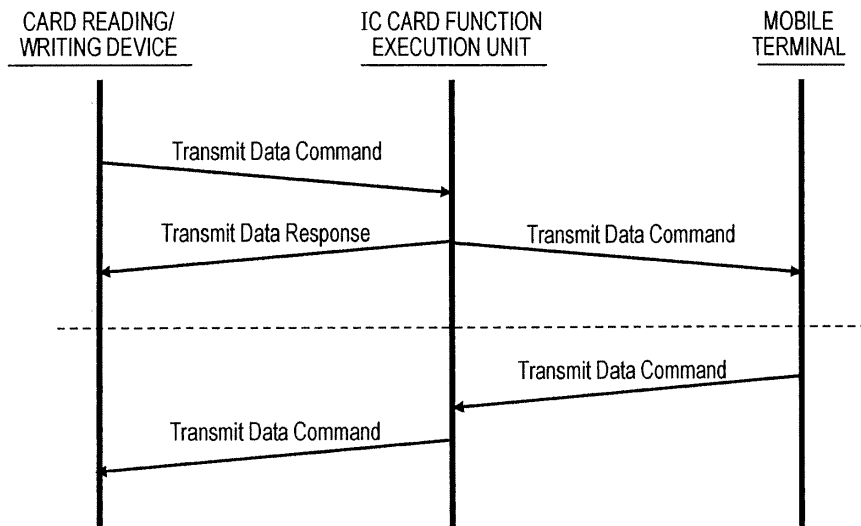 CARD READING/
WRITING DEVICE
IC CARD FUNCTION
EXECUTION UNIT
MOBILE
TERMINAL
Transmit Data Command
Transmit Data Response
Transmit Data Command
Transmit Data Command
Transmit Data Command